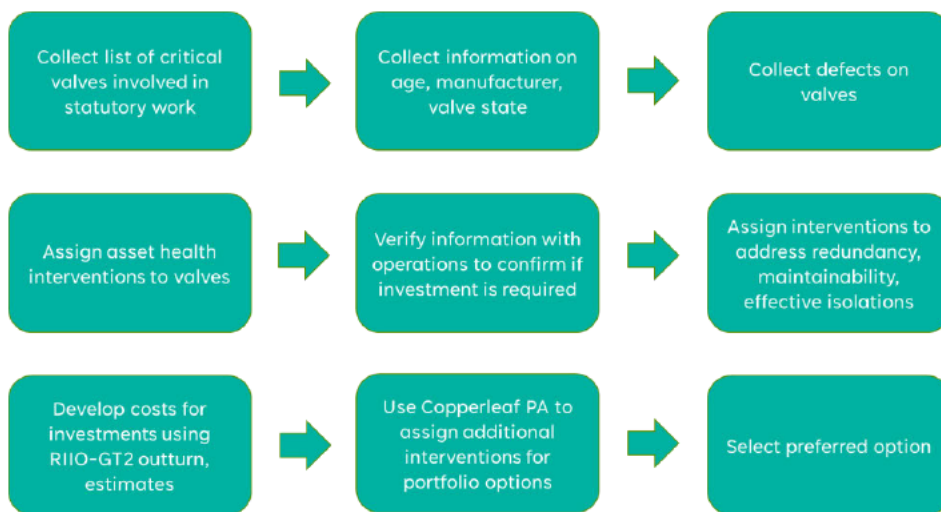 Collect list of critical
valves involved in
statutory work
Collect information on
age, manufacturer,
valve state
Collect defects on
valves
Assign asset health
interventions to valves
Verify information with
operations to confirm if
investment is required
Assign interventions to
address redundancy,
maintainability,
effective isolations
Develop costs for
investments using
RIIO-GT2 outturn,
estimates
Use Copperleaf PA to
assign additional
interventions for
portfolio options
Select preferred option